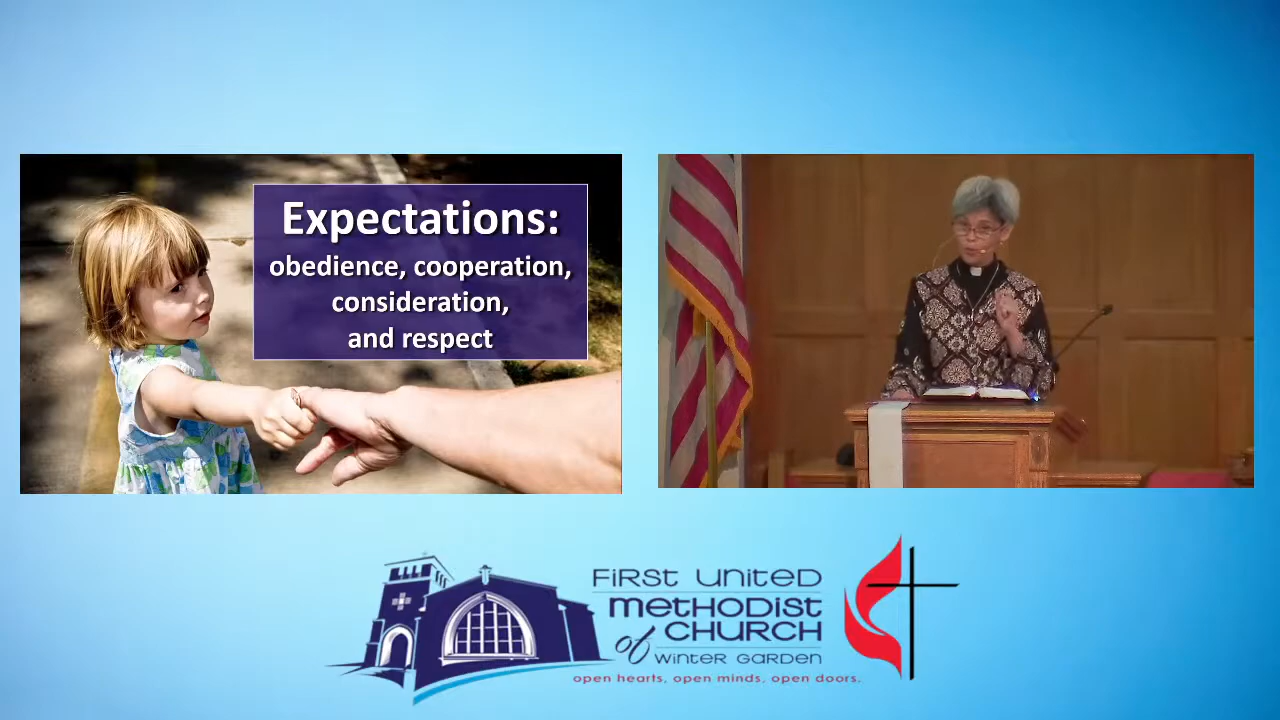 Expectations:
obedience, cooperation,
consideration,
and respect
First United
Methodist
of CHURCH
Winter Garden
open hearts, open minds, open doors.